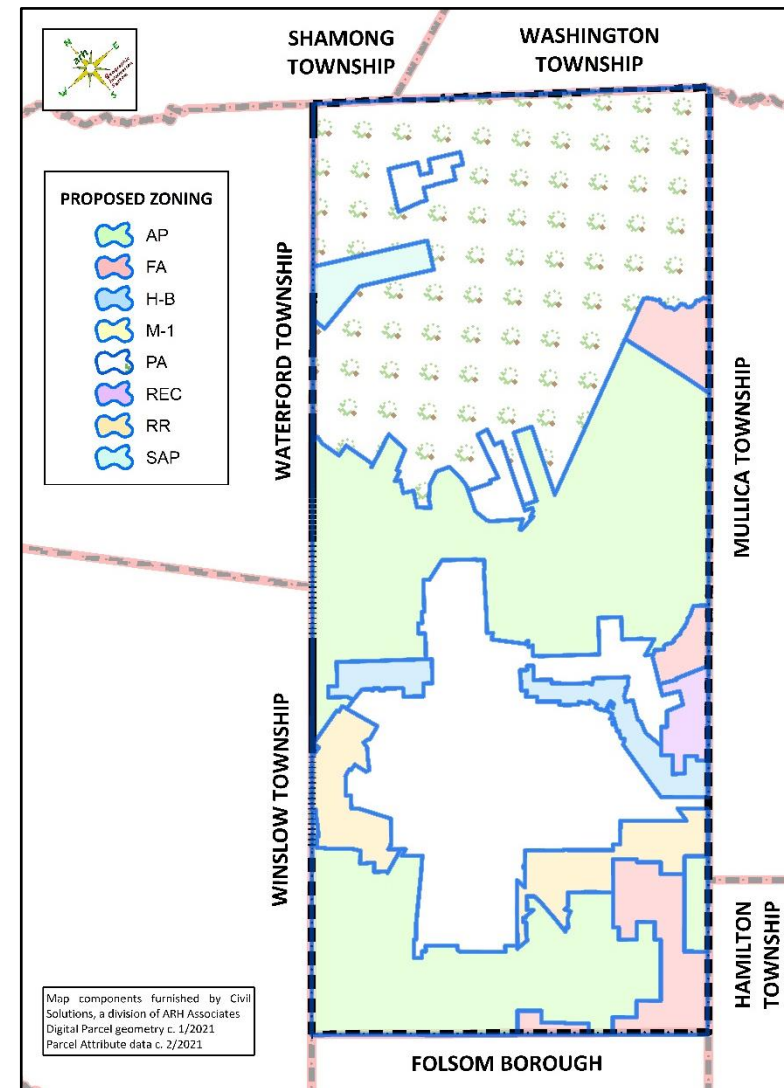 SHAMONG
TOWNSHIP
WASHINGTON
TOWNSHIP
N
E
W
S
arh
PROPOSED ZONING
AP
FA
H-B
M-1
PA
REC
RR
SAP
WATERFORD TOWNSHIP
WINSLOW TOWNSHIP
MULLICA TOWNSHIP
HAMILTON
TOWNSHIP
FOLSOM BOROUGH
Map components furnished by Civil
Solutions, a division of ARH Associates
Digital Parcel geometry c. 1/2021
Parcel Attribute data c. 2/2021